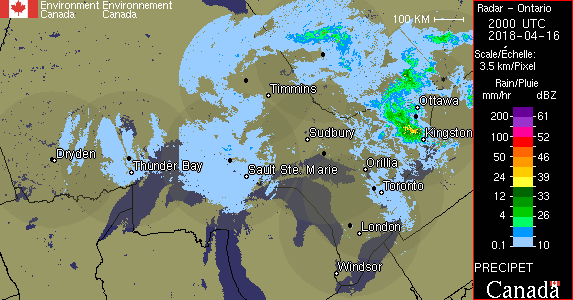 Environment Environnement
Canada Canada
100 KM
Timmins
Ottawa
Sudbury
Kingston
Dryden
Thunder Bay
Sault Ste. Marie
Orillia
Toronto
London
Windsor
Radar - Ontario
2000 UTC
2018-04-16
Scale/Échelle:
3.5 km/Pixel
Rain/Pluie
mm/hr dBZ
200 61
100 52
50 46
24 39
12 33
4 26
0.1 10
PRECIPET
Canada